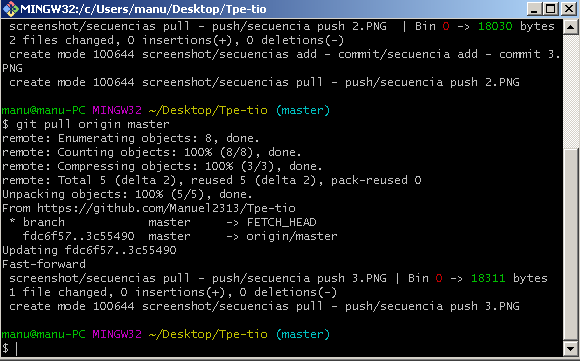 MINGW32:/c/Users/manu/Desktop/Tpe-tio
screenshot/secuencias pull - push/secuencia push 2.PNG | Bin 0 -> 18030 bytes
2 files changed, 0 insertions(+), 0 deletions(-)
create mode 100644 screenshot/secuencias add - commit/secuencia add - commit 3.
PNG
create mode 100644 screenshot/secuencias pull - push/secuencia push 2.PNG
manu@manu-PC MINGW32 ~/Desktop/Tpe-tio (master)
$ git pull origin master
remote: Enumerating objects: 8, done.
remote: Counting objects: 100% (8/8), done.
remote: Compressing objects: 100% (3/3), done.
remote: Total 5 (delta 2), reused 5 (delta 2), pack-reused 0
Unpacking objects: 100% (5/5), done.
From https://github.com/Manuel2313/Tpe-tio
* branch master -> FETCH_HEAD
fdc6f57..3c55490 master -> origin/master
Updating fdc6f57..3c55490
Fast-forward
screenshot/secuencias pull - push/secuencia push 3.PNG | Bin 0 -> 18311 bytes
1 file changed, 0 insertions(+), 0 deletions(-)
create mode 100644 screenshot/secuencias pull - push/secuencia push 3.PNG
manu@manu-PC MINGW32 ~/Desktop/Tpe-tio (master)
$